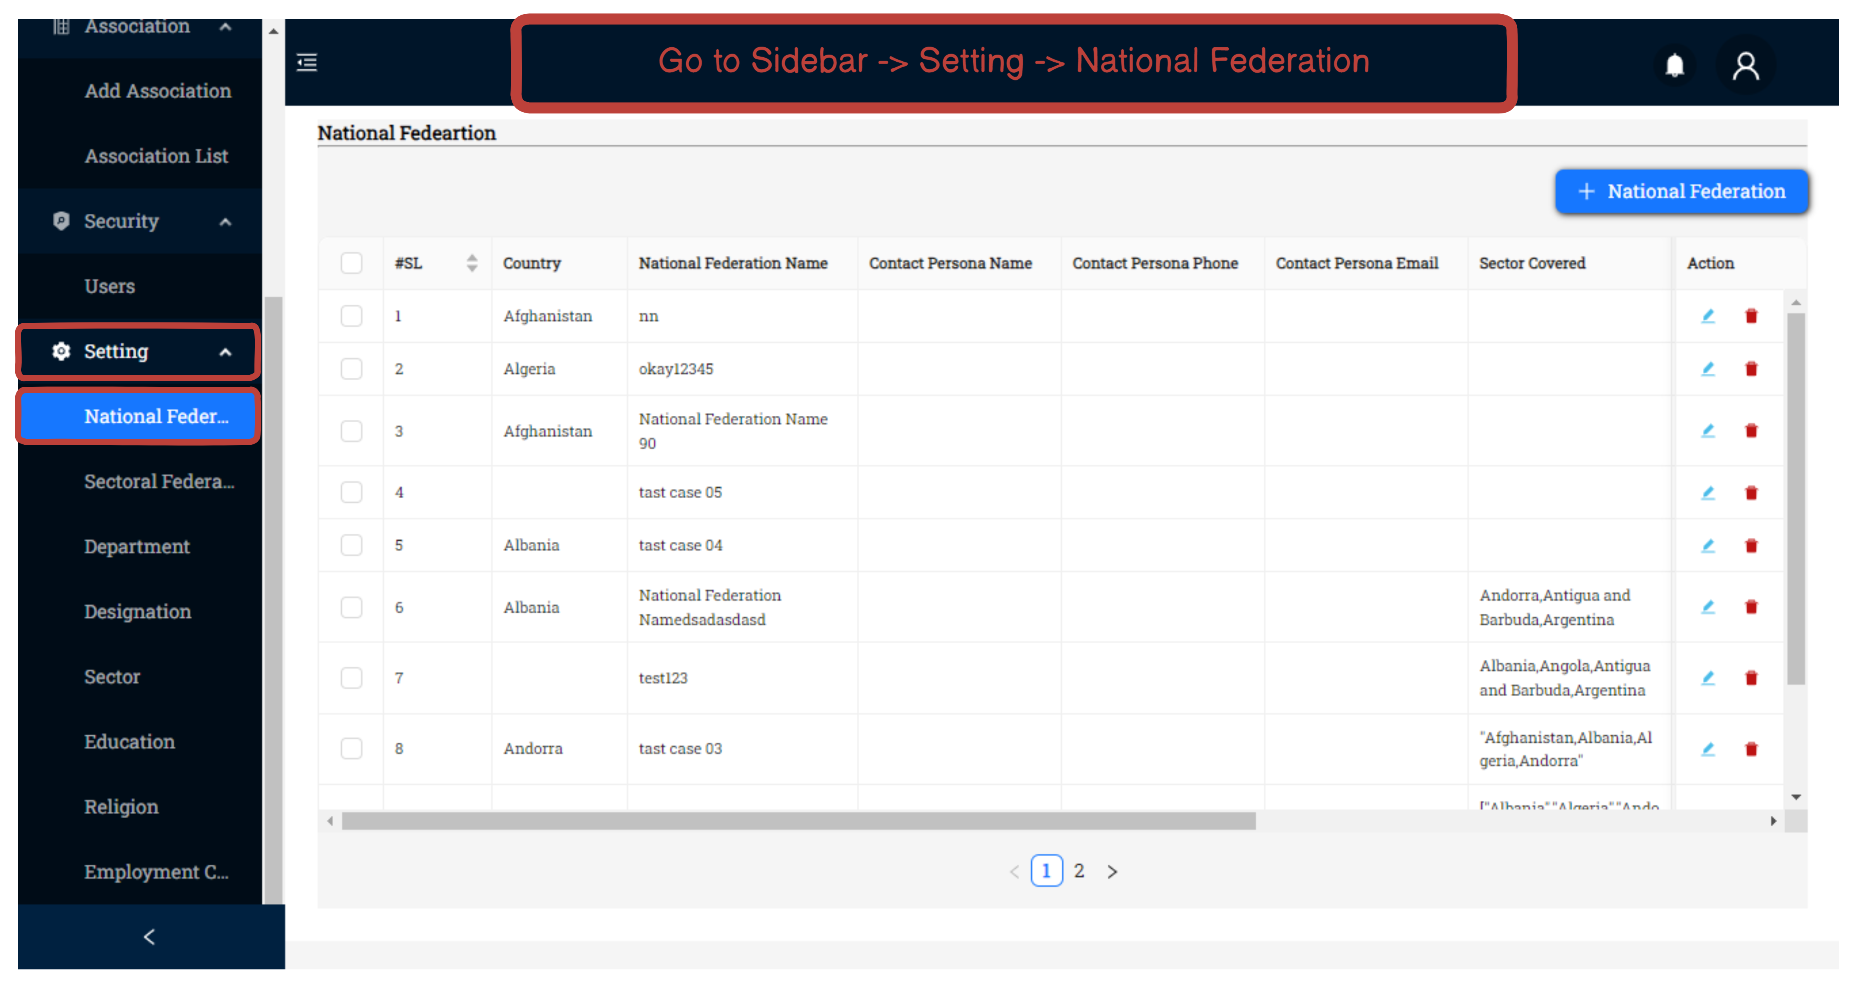 Association
Add Association
Association List
Security
Users
Setting
National Feder...
Sectoral Federa...
Department
Designation
Sector
Education
Religion
Employment C...
Go to Sidebar -> Setting -> National Federation
National Fedeartion
+ National Federation
#SL Country National Federation Name Contact Persona Name Contact Persona Phone Contact Persona Email Sector Covered Action
1 Afghanistan nn
2 Algeria okay12345
3 Afghanistan National Federation Name
90
4 tast case 05
5 Albania tast case 04
6 Albania National Federation Andorra,Antigua and
Namedsadasdasd Barbuda,Argentina
7 test123 Albania,Angola,Antigua
and Barbuda,Argentina
8 Andorra tast case 03 "Afghanistan,Albania,Al
geria,Andorra"
["Albania","Algeria","Ando
< 1 2 >